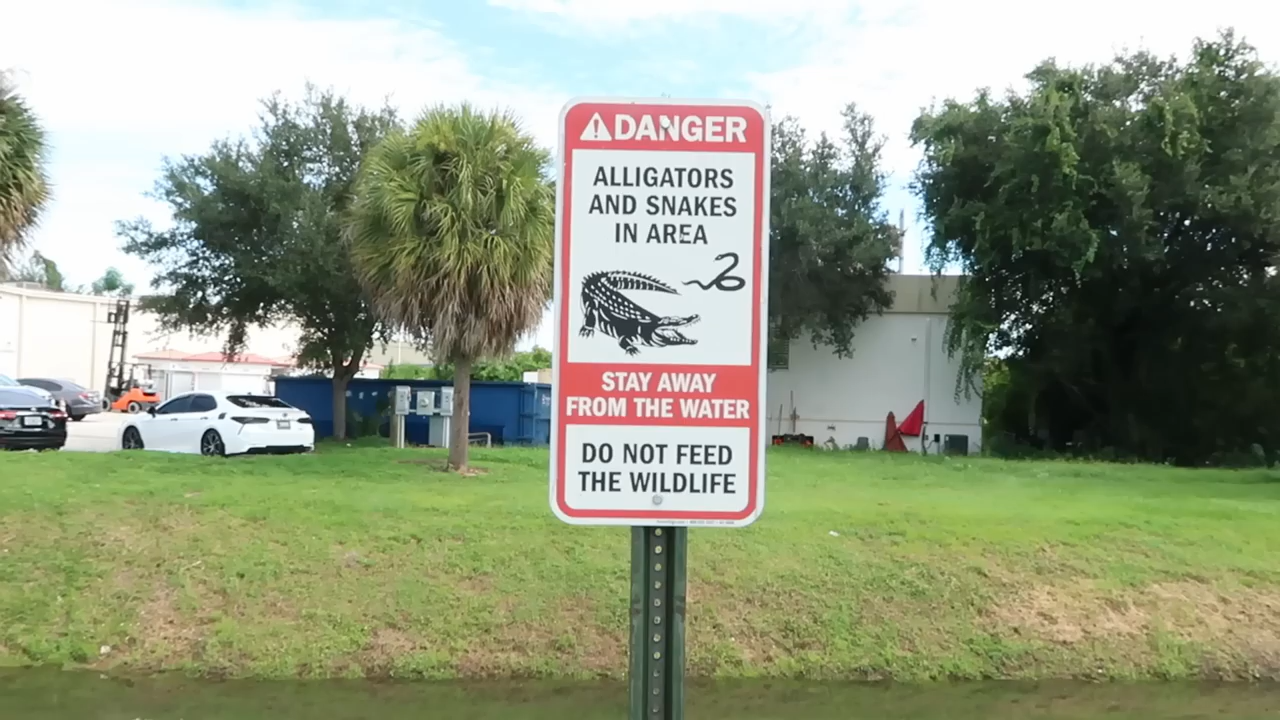 DANGER
ALLIGATORS
AND SNAKES
IN AREA
STAY AWAY
FROM THE WATER
DO NOT FEED
THE WILDLIFE